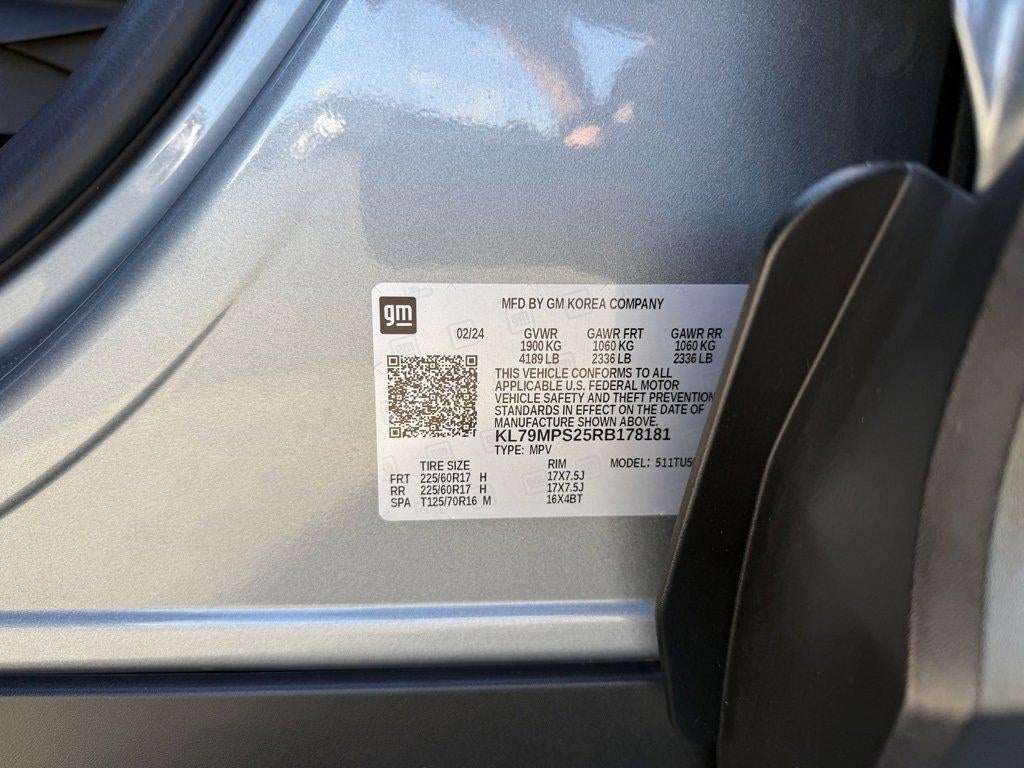 gm
MFD BY GM KOREA COMPANY
02/24 GVWR GAWR FRT GAWR RR
1900 KG 1060 KG 1060 KG
4189 LB 2336 LB 2336 LB
THIS VEHICLE CONFORMS TO ALL
APPLICABLE U.S. FEDERAL MOTOR
VEHICLE SAFETY AND THEFT PREVENTION
STANDARDS IN EFFECT ON THE DATE OF
MANUFACTURE SHOWN ABOVE.
KL79MPS25RB178181
TYPE: MPV
TIRE SIZE RIM MODEL:
FRT 225/60R17 H 17X7.5J
RR 225/60R17 H 17X7.5J
SPA T125/70R16 M 16X4BT